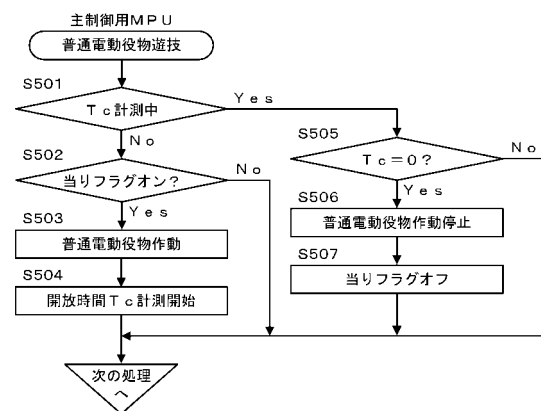 主制御用MPU
普通電動役物遊技
S501
Tc計測中
Yes
No
S502
当りフラグオン?
No
Yes
S503
普通電動役物作動
S504
開放時間Tc計測開始
S505
Tc=0?
No
Yes
S506
普通電動役物作動停止
S507
当りフラグオフ
次の処理
へ